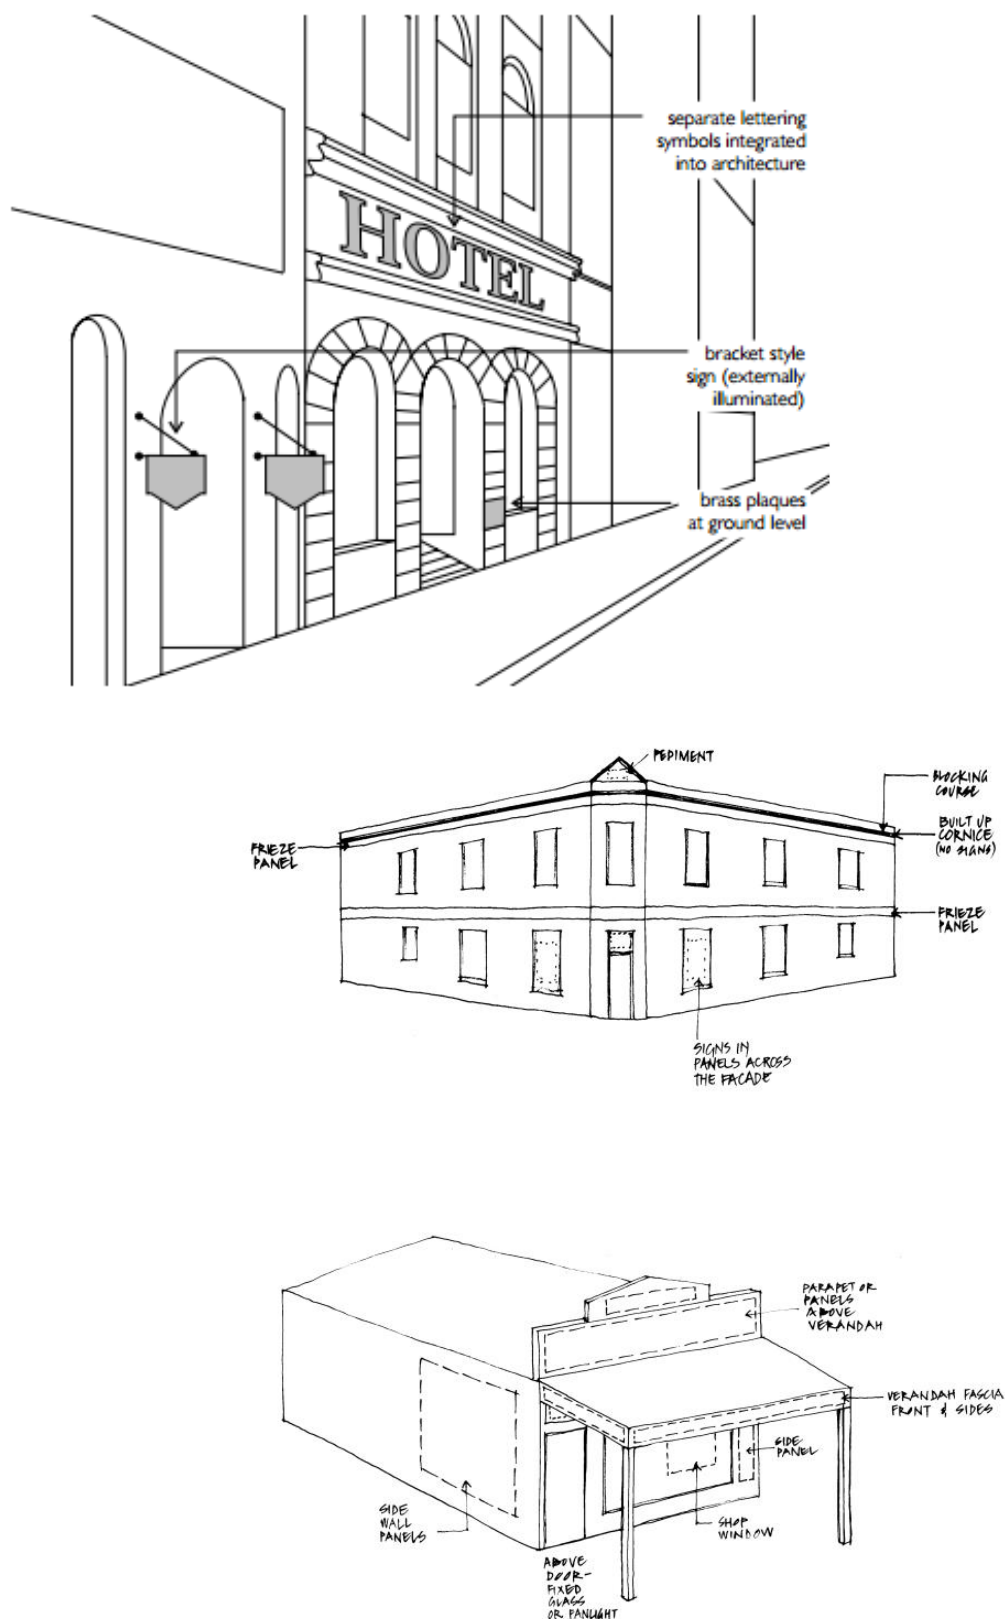 separate lettering
symbols integrated
into architecture
HOTEL
bracket style
sign (externally
illuminated)
brass plaques
at ground level
PEDIMENT
BLOCKING
COURSE
BUILT UP
CORNICE
(NO SIGNS)
FRIEZE
PANEL
FRIEZE
PANEL
SIGNS IN
PANELS ACROSS
THE FACADE
PARAPET OR
PANELS
ABOVE
VERANDAH
VERANDAH FASCIA
FRONT & SIDES
SIDE
PANEL
SIDE
WALL
PANELS
SHOP
WINDOW
ABOVE
DOOR-
FIXED
GLASS
OR FANLIGHT